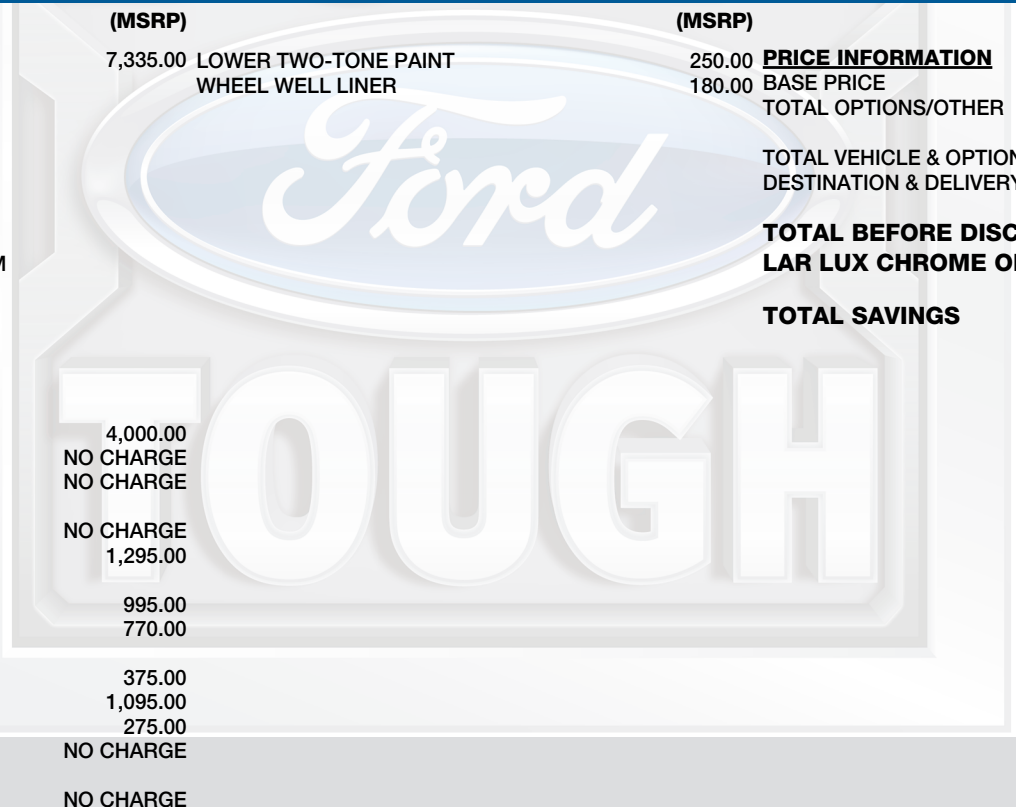 (MSRP)
7,335.00
4,000.00
NO CHARGE
NO CHARGE
NO CHARGE
1,295.00
995.00
770.00
375.00
1,095.00
275.00
NO CHARGE
NO CHARGE
(MSRP)
LOWER TWO-TONE PAINT 250.00
WHEEL WELL LINER 180.00
PRICE INFORMATION
BASE PRICE
TOTAL OPTIONS/OTHER
TOTAL VEHICLE & OPTION
DESTINATION & DELIVERY
TOTAL BEFORE DISC
LAR LUX CHROME
TOTAL SAVINGS
Ford
TOUGH